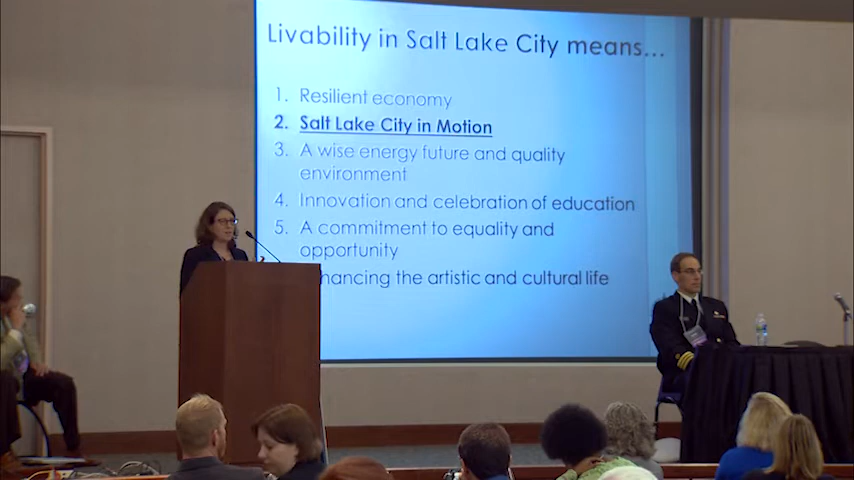 Livability in Salt Lake City means...
1. Resilient economy
2. Salt Lake City in Motion
3. A wise energy future and quality
environment
4. Innovation and celebration of education
5. A commitment to equality and
opportunity
the artistic and cultural life